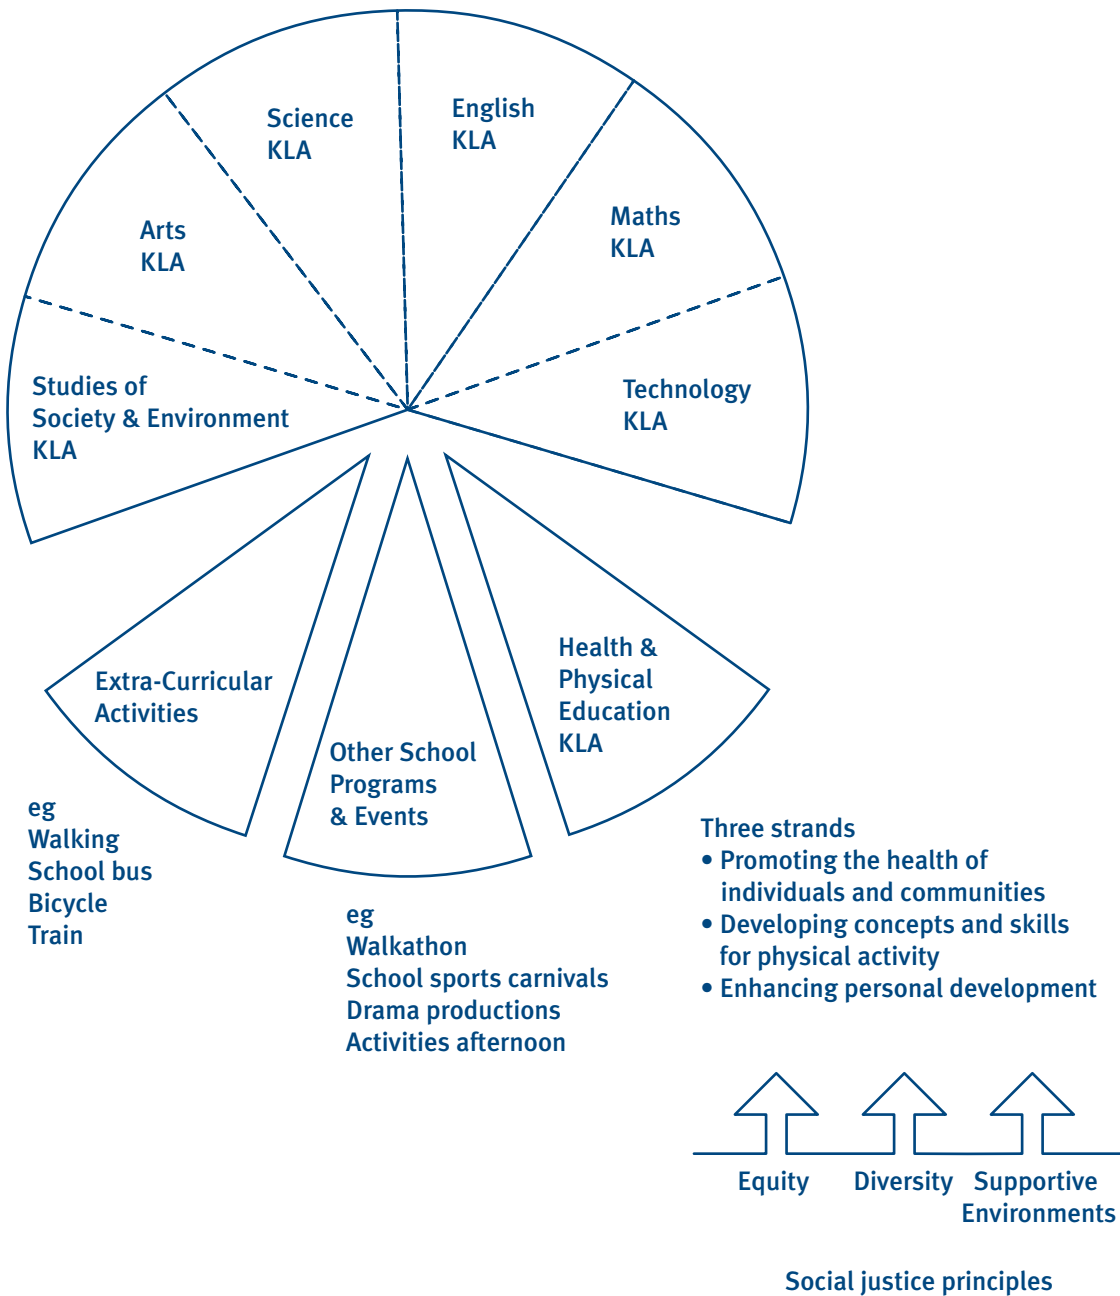 Science
KLA
English
KLA
Arts
KLA
Maths
KLA
Studies of
Society & Environment
KLA
Technology
KLA
Extra-Curricular
Activities
Other School
Programs
& Events
Health &
Physical
Education
KLA
eg
Walking
School bus
Bicycle
Train
eg
Walkathon
School sports carnivals
Drama productions
Activities afternoon
Three strands
• Promoting the health of
individuals and communities
• Developing concepts and skills
for physical activity
• Enhancing personal development
Equity
Diversity
Supportive
Environments
Social justice principles